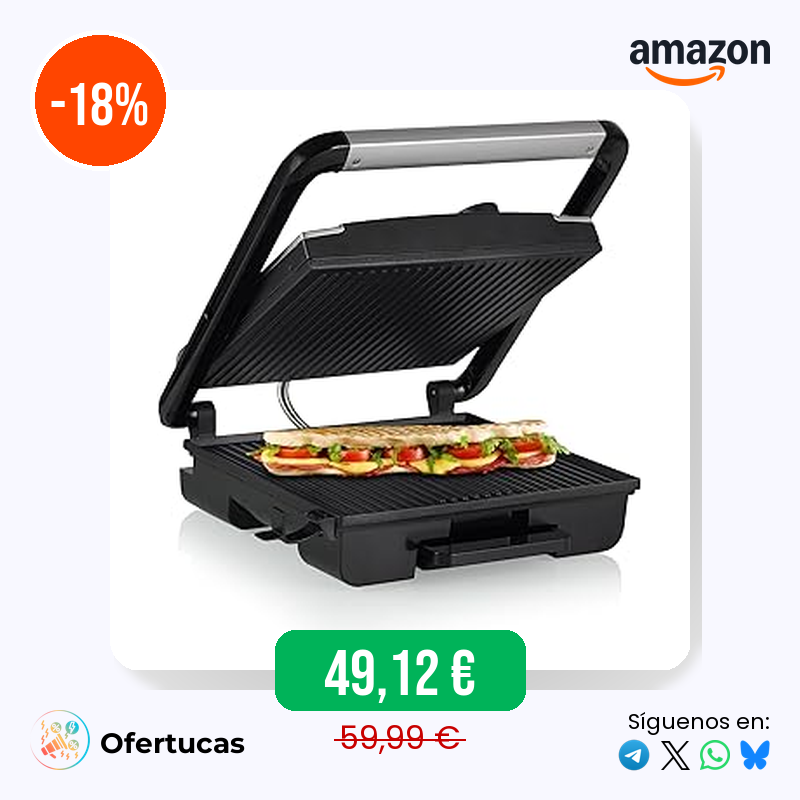 -18%
amazon
49,12 €
59,99 €
Ofertucas
Síguenos en: